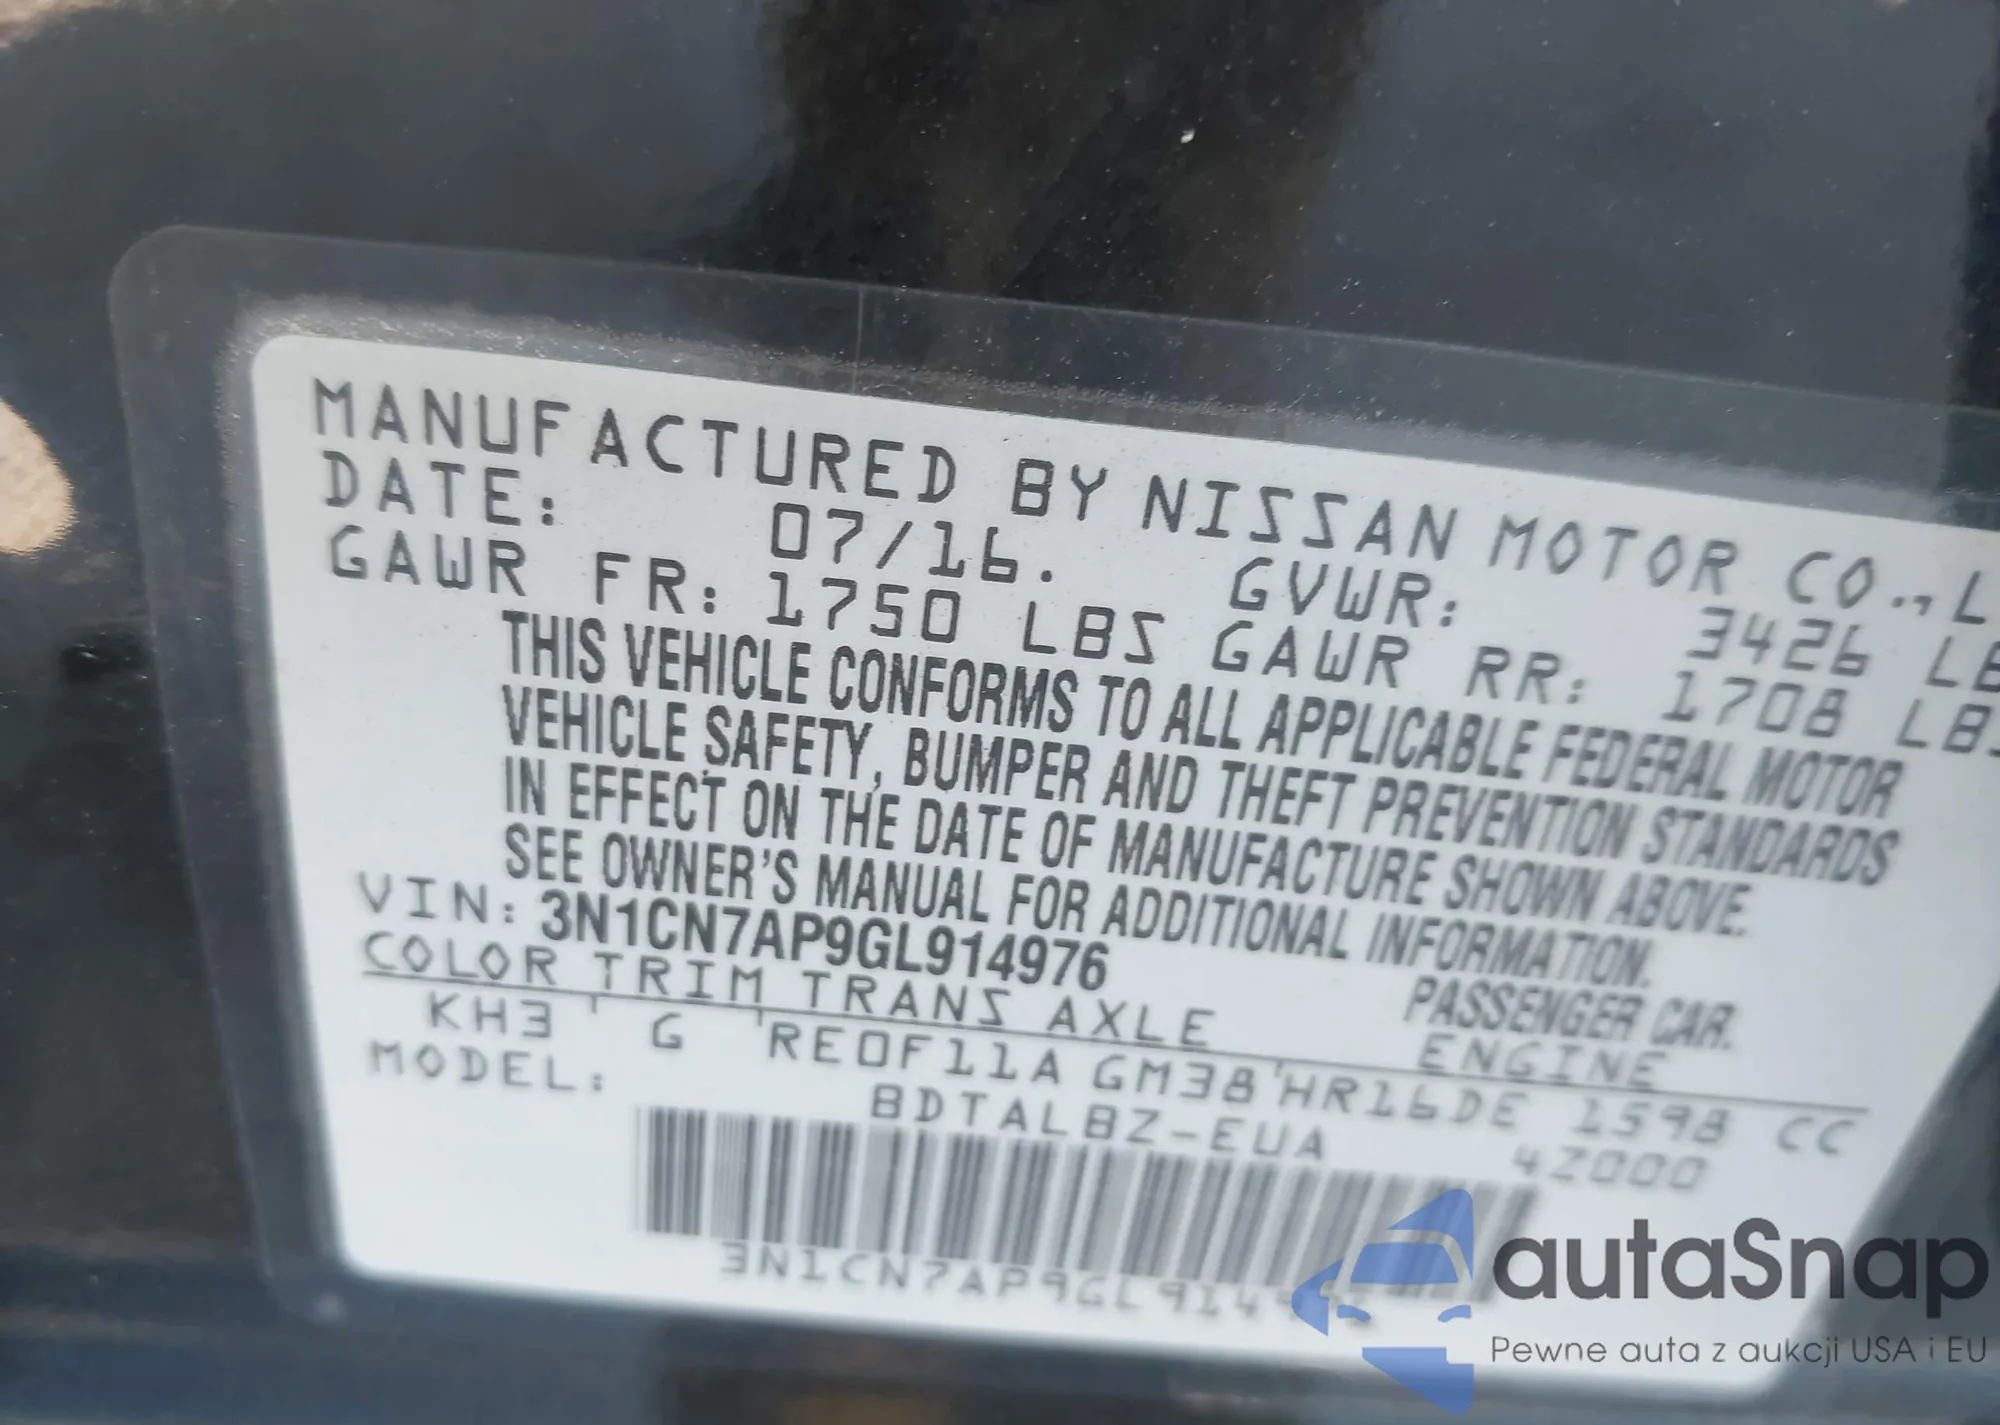 MANUFACTURED BY NISSAN MOTOR CO.,L
DATE: 07/16. GVWR: 3426 LB
GAWR FR: 1750 LBS GAWR RR: 1708 LBS
THIS VEHICLE CONFORMS TO ALL APPLICABLE FEDERAL MOTOR
VEHICLE SAFETY, BUMPER AND THEFT PREVENTION STANDARDS
IN EFFECT ON THE DATE OF MANUFACTURE SHOWN ABOVE.
SEE OWNER'S MANUAL FOR ADDITIONAL INFORMATION.
VIN: 3N1CN7AP9GL914976 PASSENGER CAR.
COLOR TRIM TRANS AXLE ENGINE
KH3 G RE0F11A GM38 HR16DE 1598 CC
MODEL: BDTALBZ-EUA 4Z000
3N1CN7AP9GL914
autaSnap
Pewne auta z aukcji USA i EU